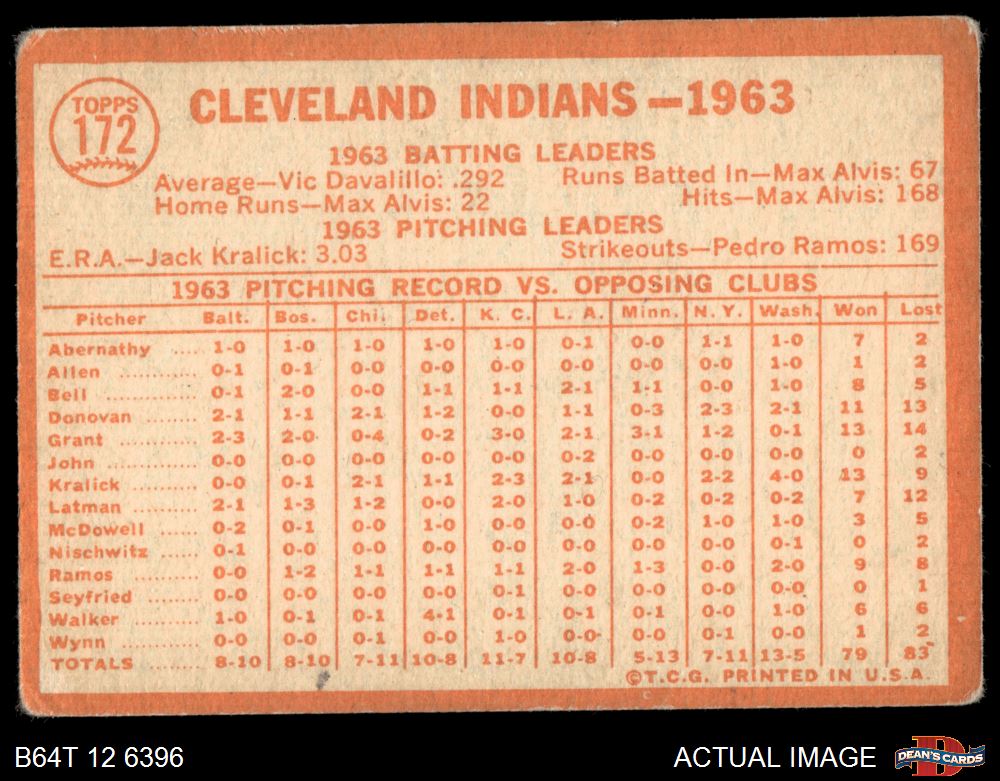 TOPPS
172
CLEVELAND INDIANS—1963
1963 BATTING LEADERS
Average—Vic Davalillo: .292 Runs Batted In—Max Alvis: 67
Home Runs—Max Alvis: 22 Hits—Max Alvis: 168
1963 PITCHING LEADERS
E.R.A.—Jack Kralick: 3.03 Strikeouts—Pedro Ramos: 169
1963 PITCHING RECORD VS. OPPOSING CLUBS
Pitcher Balt. Bos. Chi. Det. K. C. L. A. Minn. N. Y. Wash. Won Lost
Abernathy ..... 1-0 1-0 1-0 1-0 1-0 0-1 0-0 1-1 1-0 7 2
Allen ............ 0-1 0-1 0-0 0-0 0-0 0-0 0-0 0-0 1-0 1 2
Bell .............. 0-1 2-0 0-0 1-1 1-1 2-1 1-1 0-0 1-0 8 5
Donovan ........ 2-1 1-1 2-1 1-2 0-0 1-1 0-3 2-3 2-1 11 13
Grant ............ 2-3 2-0 0-4 0-2 3-0 2-1 3-1 1-2 0-1 13 14
John ............. 0-0 0-0 0-0 0-0 0-0 0-2 0-0 0-0 0-0 0 2
Kralick .......... 0-0 0-1 2-1 1-1 2-3 2-1 0-0 2-2 4-0 13 9
Latman .......... 2-1 1-3 1-2 0-0 2-0 1-0 0-2 0-2 0-2 7 12
McDowell ...... 0-2 0-1 0-0 1-0 0-0 0-0 0-2 1-0 1-0 3 5
Nischwitz ...... 0-1 0-0 0-0 0-0 0-0 0-0 0-0 0-0 0-1 0 2
Ramos .......... 0-0 1-2 1-1 1-1 1-1 2-0 1-3 0-0 2-0 9 8
Seyfried ........ 0-0 0-0 0-0 0-0 0-1 0-0 0-0 0-0 0-0 0 1
Walker .......... 1-0 0-1 0-1 4-1 0-1 0-1 0-1 0-0 1-0 6 6
Wynn ............ 0-0 0-0 0-1 0-0 1-0 0-0 0-0 0-1 0-0 1 2
TOTALS ........ 8-10 8-10 7-11 10-8 11-7 10-8 5-13 7-11 13-5 79 83
©T.C.G. PRINTED IN U.S.A.
B64T 12 6396 ACTUAL IMAGE DEAN'S CARDS